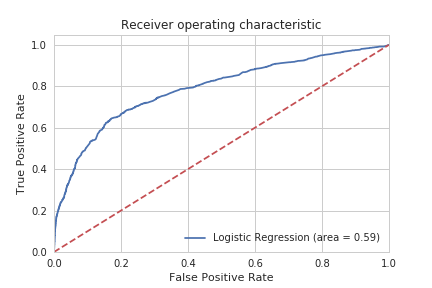 Receiver operating characteristic
1.0
0.8
0.6
0.4
0.2
0.0
True Positive Rate
Logistic Regression (area = 0.59)
0.0 0.2 0.4 0.6 0.8 1.0
False Positive Rate